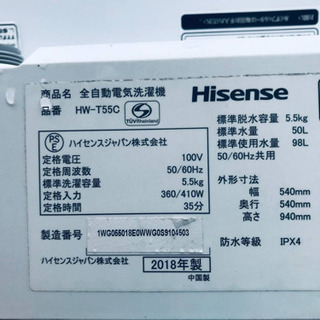 商品名 全自動電気洗濯機
品番 HW-T55C
TÜVRheinland
Hisense
PS
E
ハイセンスジャパン株式会社
定格電圧 100V
定格周波数 50/60Hz
標準洗濯容量 5.5kg
定格入力 360/410W
定格時間 35分
製造番号 1WG055018E0WWG0S9104503
ハイセンスジャパン株式会社 2018年製
中国製
標準脱水容量 5.5kg
標準水量 50L
標準使用水量 98L
50/60Hz共用
外形寸法
幅 540mm
奥行 540mm
高さ 940mm
防水等級 IPX4